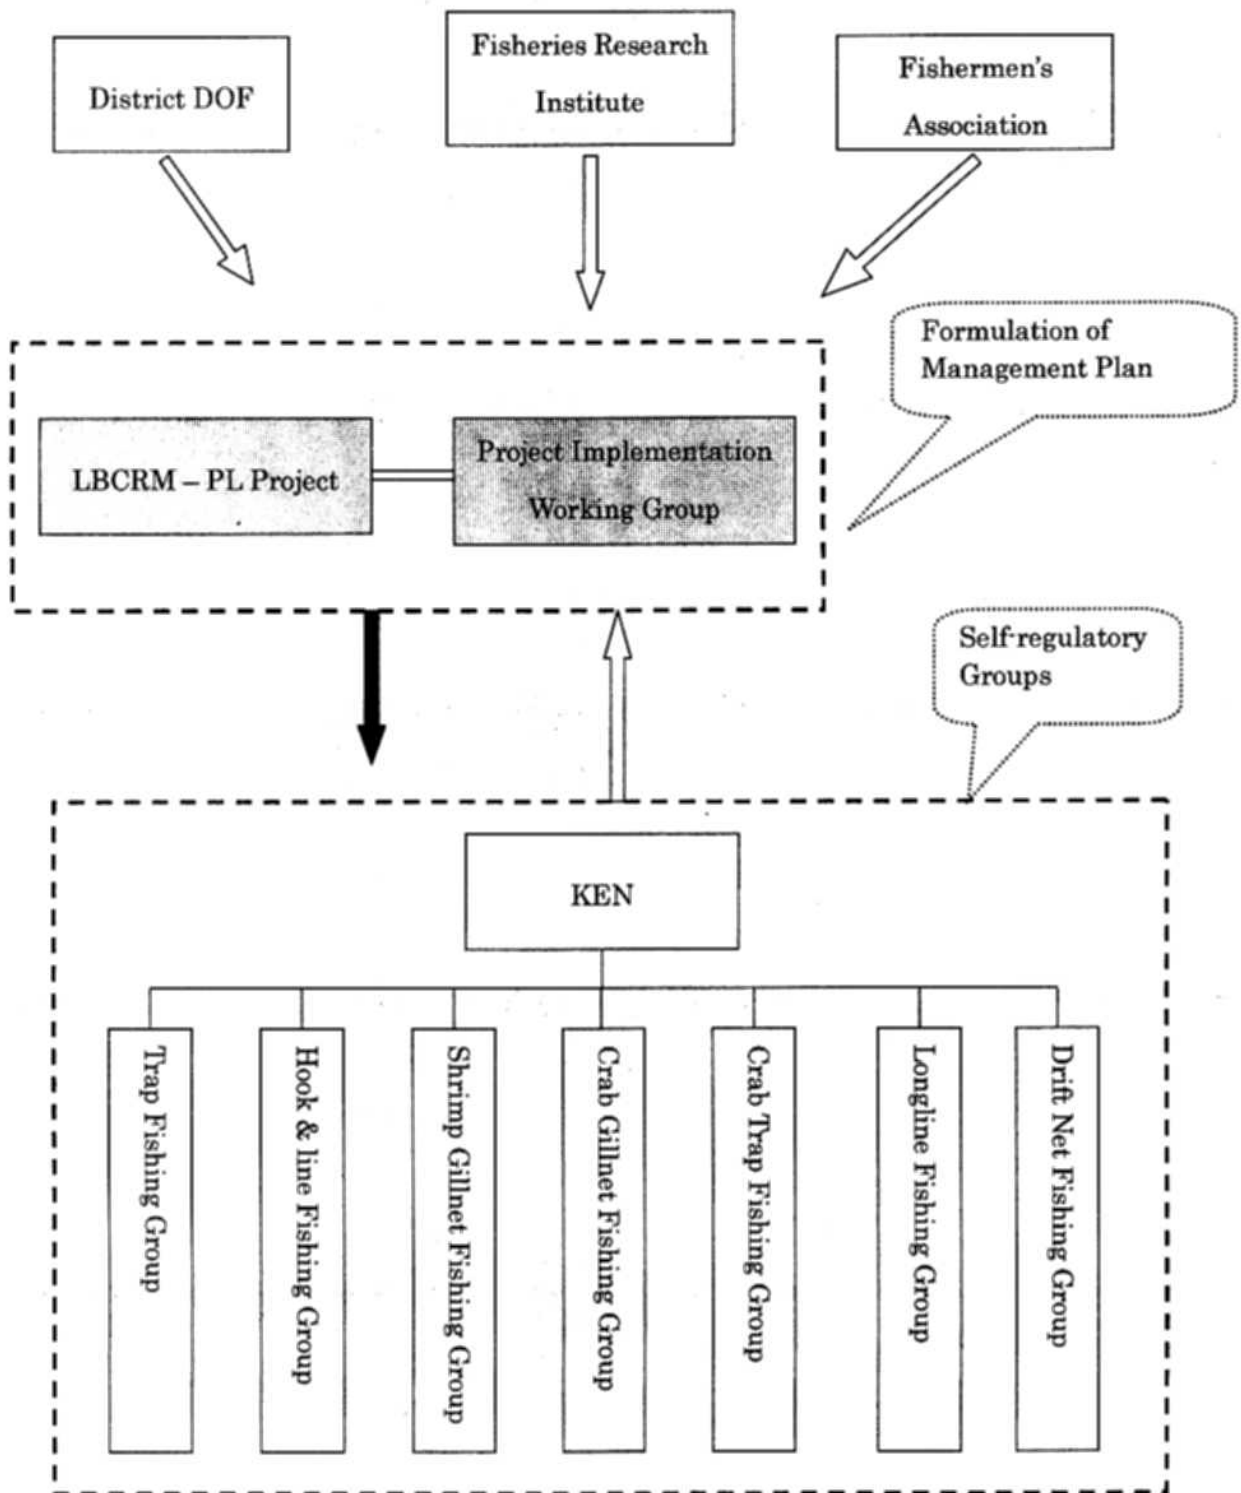 District DOF
Fisheries Research
Institute
Fishermen's
Association
Formulation of
Management Plan
LBCRM – PL Project
Project Implementation
Working Group
Self-regulatory
Groups
KEN
Trap Fishing Group
Hook & line Fishing Group
Shrimp Gillnet Fishing Group
Crab Gillnet Fishing Group
Crab Trap Fishing Group
Longline Fishing Group
Drift Net Fishing Group